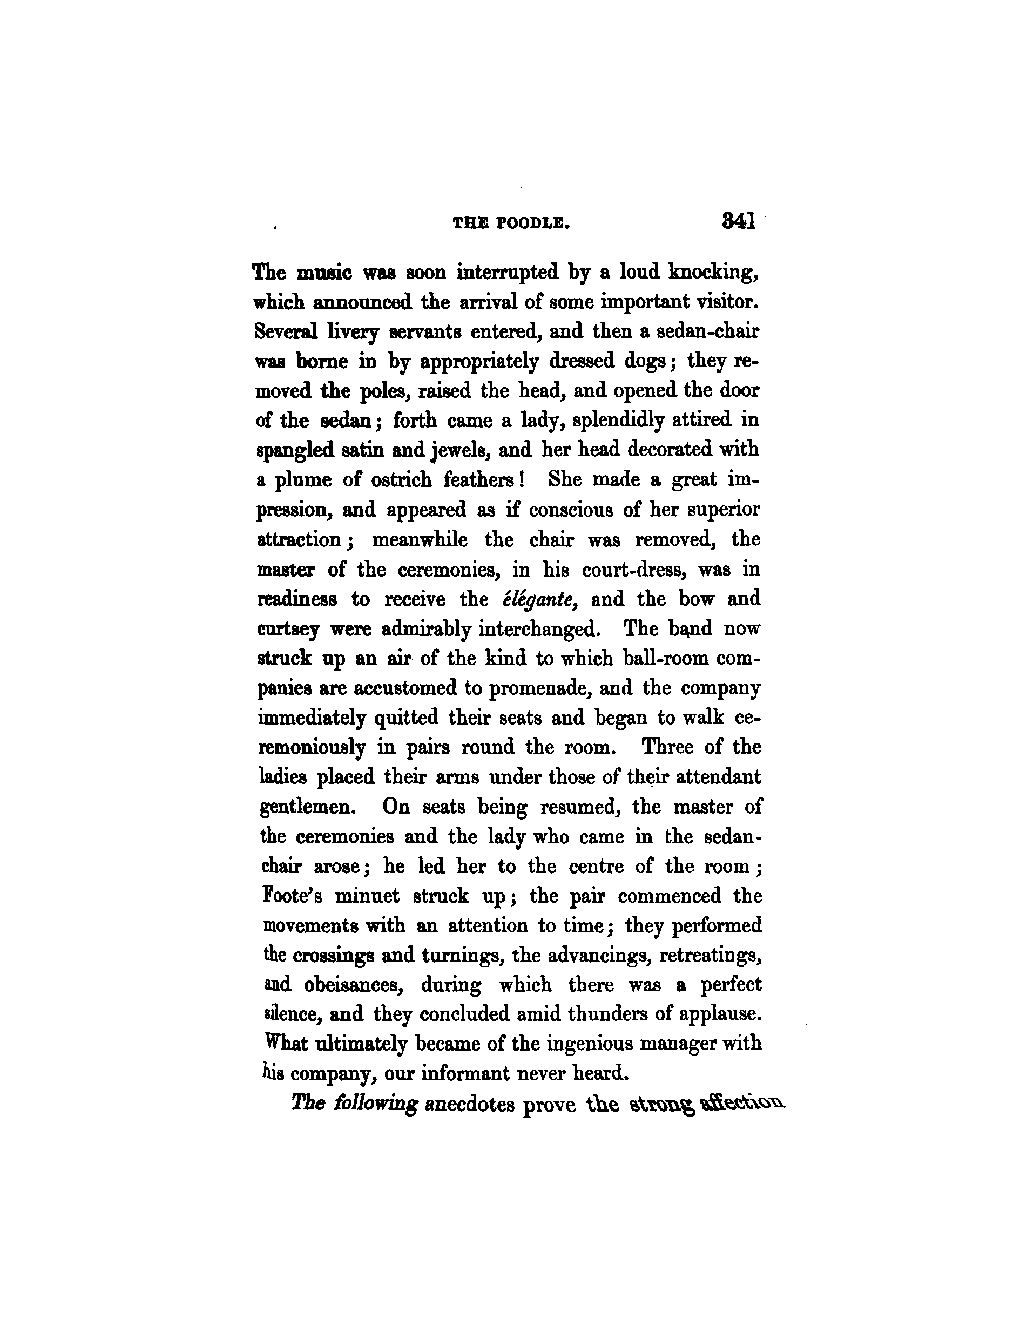 THE POODLE. 341
The music was soon interrupted by a loud knocking,
which announced the arrival of some important visitor.
Several livery servants entered, and then a sedan-chair
was borne in by appropriately dressed dogs; they re-
moved the poles, raised the head, and opened the door
of the sedan; forth came a lady, splendidly attired in
spangled satin and jewels, and her head decorated with
a plume of ostrich feathers! She made a great im-
pression, and appeared as if conscious of her superior
attraction; meanwhile the chair was removed, the
master of the ceremonies, in his court-dress, was in
readiness to receive the élégante, and the bow and
curtsey were admirably interchanged. The band now
struck up an air of the kind to which ball-room com-
panies are accustomed to promenade, and the company
immediately quitted their seats and began to walk ce-
remoniously in pairs round the room. Three of the
ladies placed their arms under those of their attendant
gentlemen. On seats being resumed, the master of
the ceremonies and the lady who came in the sedan-
chair arose; he led her to the centre of the room;
Foote's minuet struck up; the pair commenced the
movements with an attention to time; they performed
the crossings and turnings, the advancings, retreatings,
and obeisances, during which there was a perfect
silence, and they concluded amid thunders of applause.
What ultimately became of the ingenious manager with
his company, our informant never heard.
The following anecdotes prove the strong affection